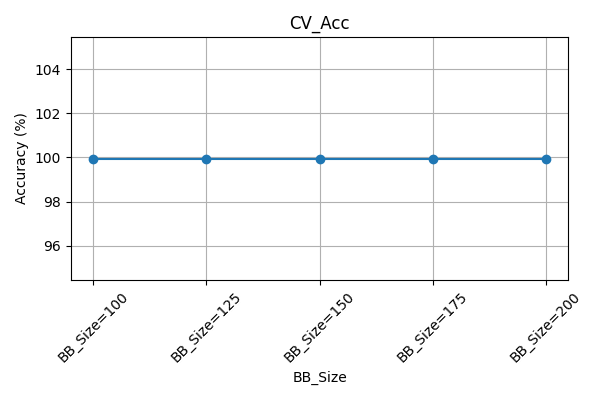 CV_Acc
Accuracy (%)
104
102
100
98
96
BB_Size=100
BB_Size=125
BB_Size=150
BB_Size=175
BB_Size=200
BB_Size